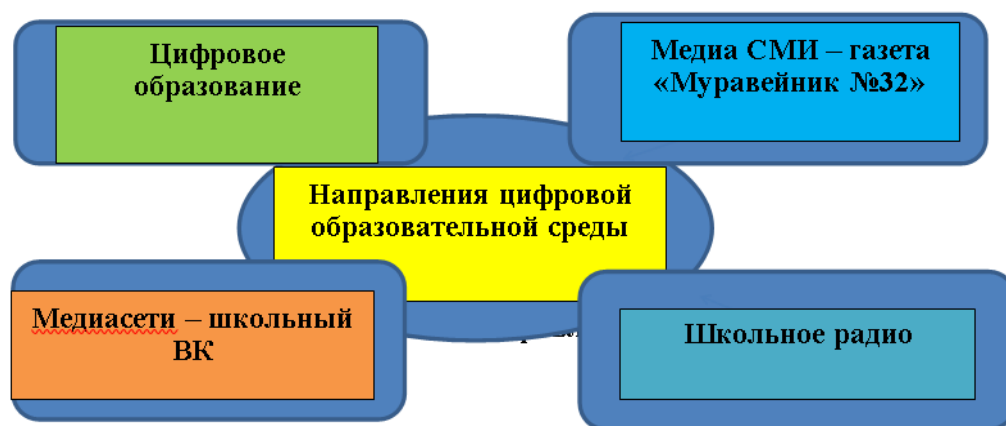 Цифровое
образование
Медиа СМИ – газета
«Муравейник №32»
Направления цифровой
образовательной среды
Медиасети – школьный
ВК
Школьное радио